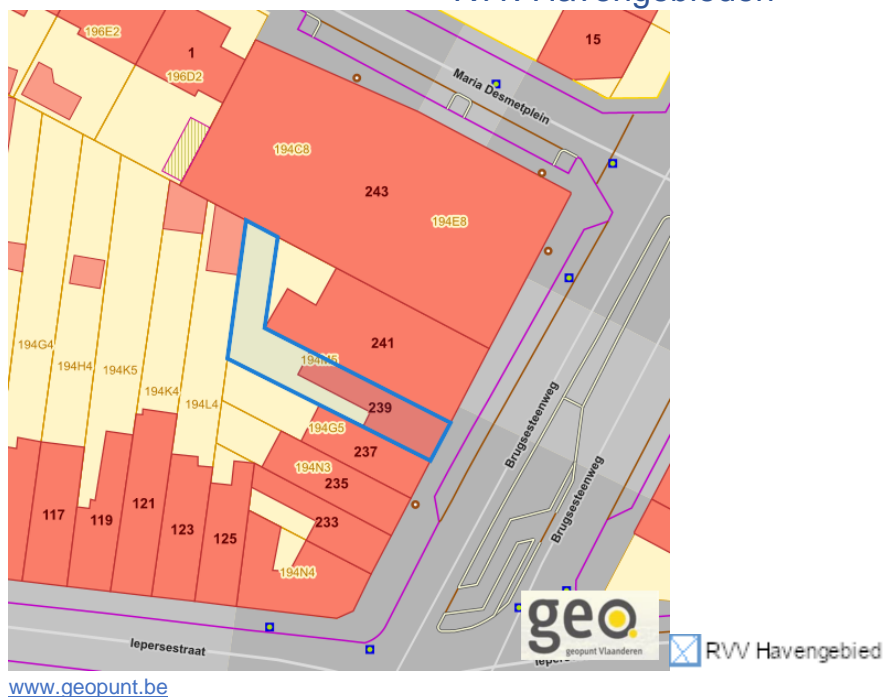 RVV Havengebieden
196E2
1
15
196D2
Maria Desmetplein
194C8
243
194E8
241
194G4
194H4
194K5
194M5
194K4
194L4
239
194G5
237
Brugsesteenweg
194N3
235
Brugsesteenweg
121
117
119
123
233
125
194N4
geo
geopunt Vlaanderen
Iepersestraat
RVV Havengebied
www.geopunt.be